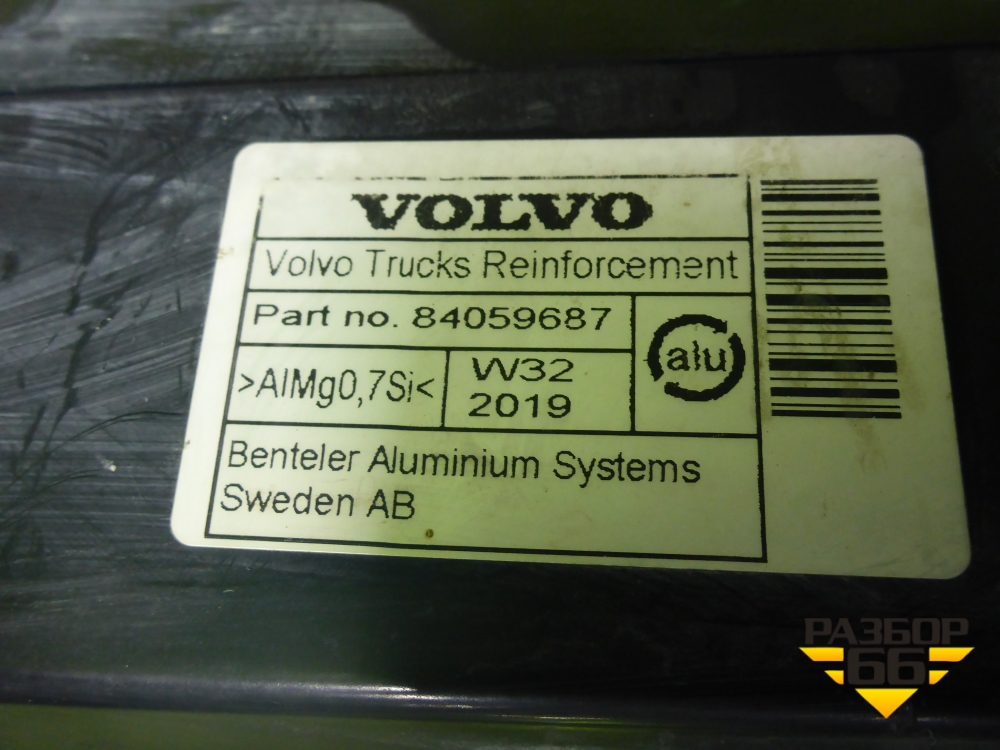 VOLVO
Volvo Trucks Reinforcement
Part no. 84059687
alu
>AlMg0,7Si<
W32
2019
Benteler Aluminium Systems
Sweden AB
РАЗБОР
66